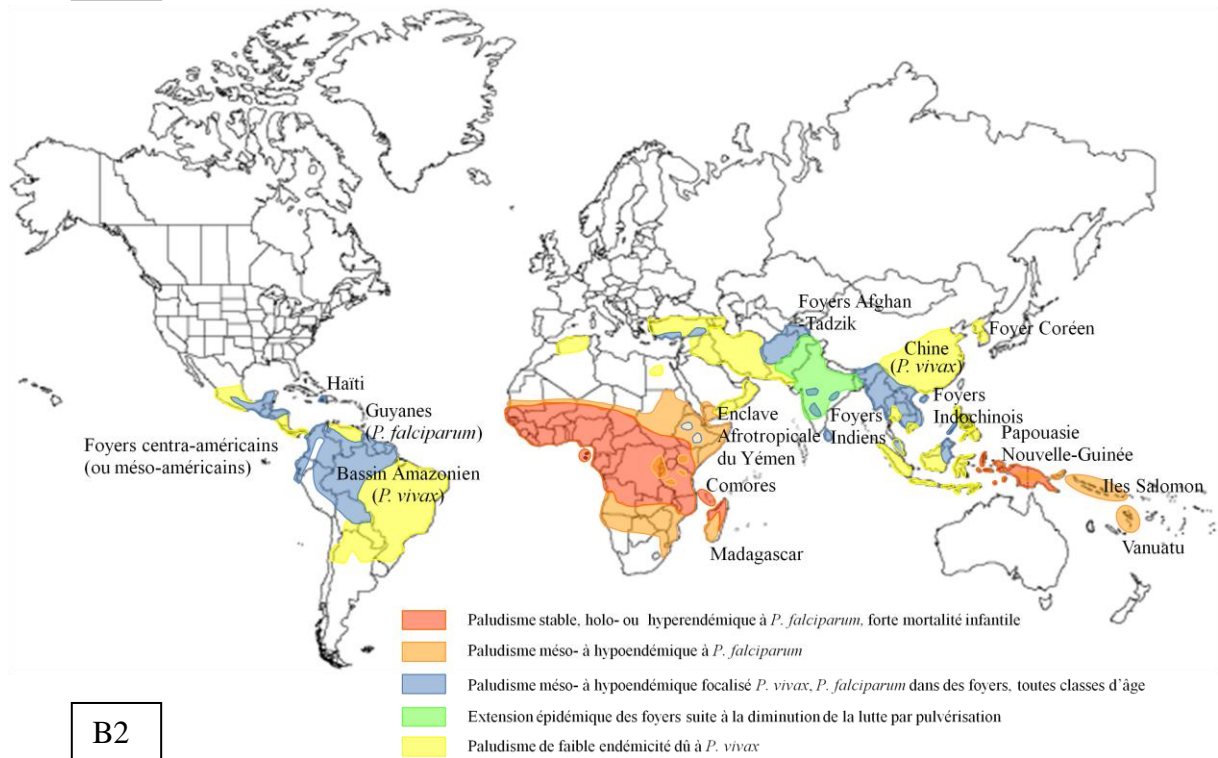 Foyers Afghan
-Tadzik
Foyer Coréen
Chine
(P. vivax)
Haïti
Guyanes
(P. falciparum)
Foyers centra-américains
(ou méso-américains)
Bassin Amazonien
(P. vivax)
Enclave
Afrotropicale
du Yémen
Foyers
Indiens
Foyers
Indochinois
Papouasie
Nouvelle-Guinée
Iles Salomon
Comores
Madagascar
Vanuatu
Paludisme stable, holo- ou hyperendémique à P. falciparum, forte mortalité infantile
Paludisme méso- à hypoendémique à P. falciparum
Paludisme méso- à hypoendémique focalisé P. vivax, P. falciparum dans des foyers, toutes classes d'âge
Extension épidémique des foyers suite à la diminution de la lutte par pulvérisation
Paludisme de faible endémicité dû à P. vivax
B2